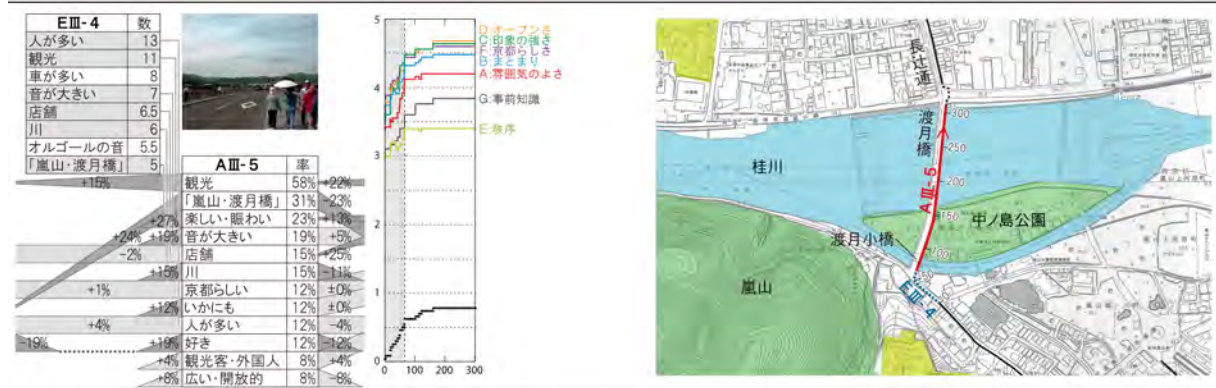 EⅢ-4 数
人が多い 13
観光 11
車が多い 8
音が大きい 7
店舗 6.5
川 6
オルゴールの音 5.5
「嵐山・渡月橋」 5
AⅢ-5 率
+15% 観光 58% +22%
「嵐山・渡月橋」 31% -23%
+27% 楽しい・賑わい 23% +13%
+24% +19% 音が大きい 19% +5%
-2% 店舗 15% +25%
+15% 川 15% -11%
+1% 京都らしい 12% ±0%
+12% いかにも 12% ±0%
+4% 人が多い 12% -4%
-19% +19% 好き 12% -12%
+4% 観光客・外国人 8% +4%
+8% 広い・開放的 8% -8%
5
4
3
2
1
0
0 100 200 300
D:オープンさ
C:印象の強さ
F:京都らしさ
B:まとまり
A:雰囲気のよさ
G:事前知識
E:秩序
長辻通
渡月橋
300
250
200
150
100
50
AⅢ-5
EⅢ-4
桂川
中ノ島公園
渡月小橋
嵐山